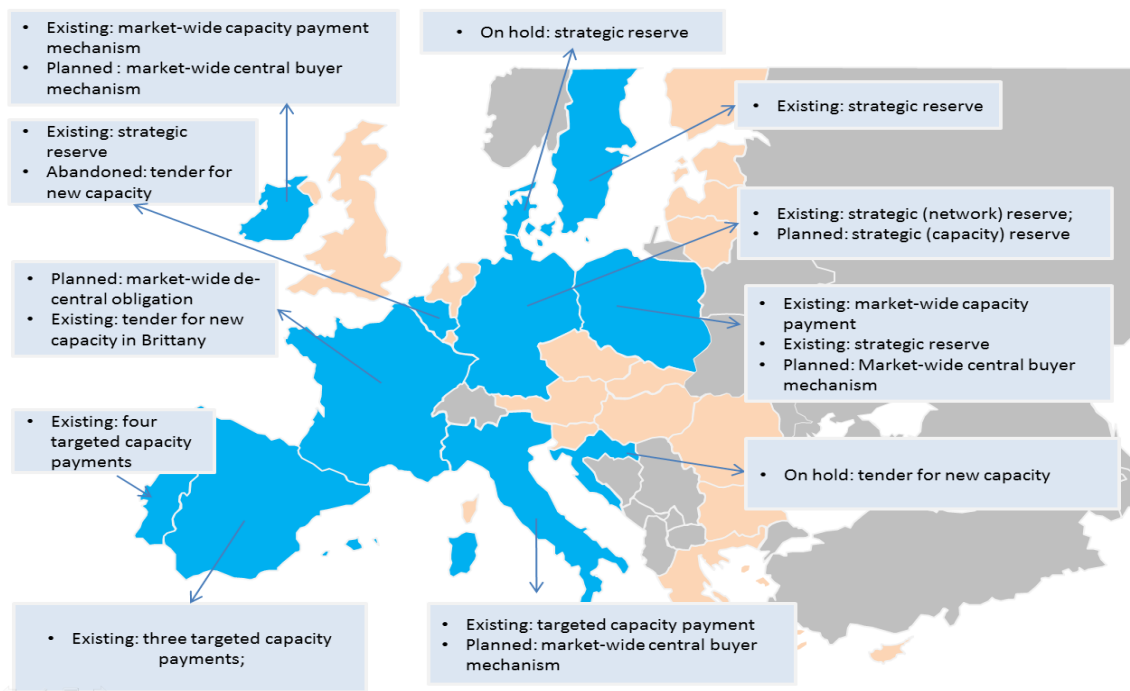 • Existing: market-wide capacity payment
mechanism
• Planned : market-wide central buyer
mechanism
• On hold: strategic reserve
• Existing: strategic reserve
• Existing: strategic
reserve
• Abandoned: tender for
new capacity
• Existing: strategic (network) reserve;
• Planned: strategic (capacity) reserve
• Planned: market-wide de-
central obligation
• Existing: tender for new
capacity in Brittany
• Existing: market-wide capacity
payment
• Existing: strategic reserve
• Planned: Market-wide central buyer
mechanism
• Existing: four
targeted capacity
payments
• On hold: tender for new capacity
• Existing: three targeted capacity
payments;
• Existing: targeted capacity payment
• Planned: market-wide central buyer
mechanism